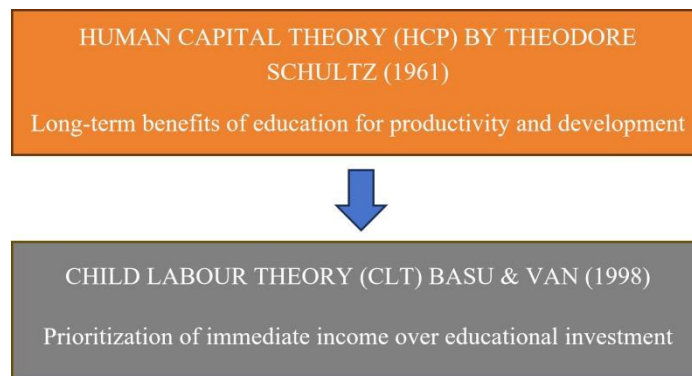 HUMAN CAPITAL THEORY (HCP) BY THEODORE
SCHULTZ (1961)
Long-term benefits of education for productivity and development
CHILD LABOUR THEORY (CLT) BASU & VAN (1998)
Prioritization of immediate income over educational investment